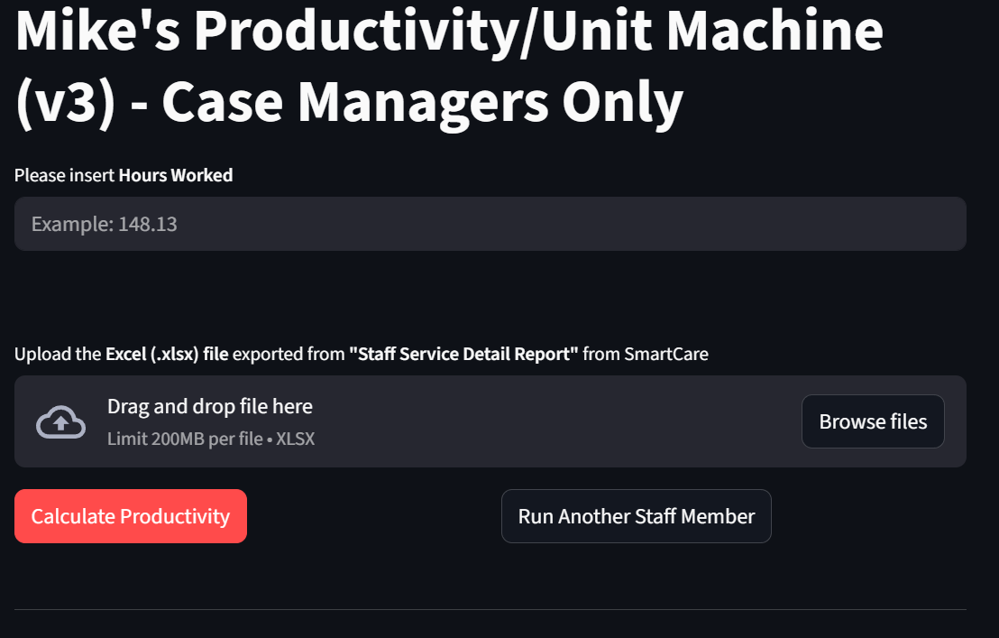 Mike's Productivity/Unit Machine
(v3) - Case Managers Only
Please insert Hours Worked
Example: 148.13
Upload the Excel (.xlsx) file exported from "Staff Service Detail Report" from SmartCare
Drag and drop file here
Limit 200MB per file • XLSX
Browse files
Calculate Productivity
Run Another Staff Member